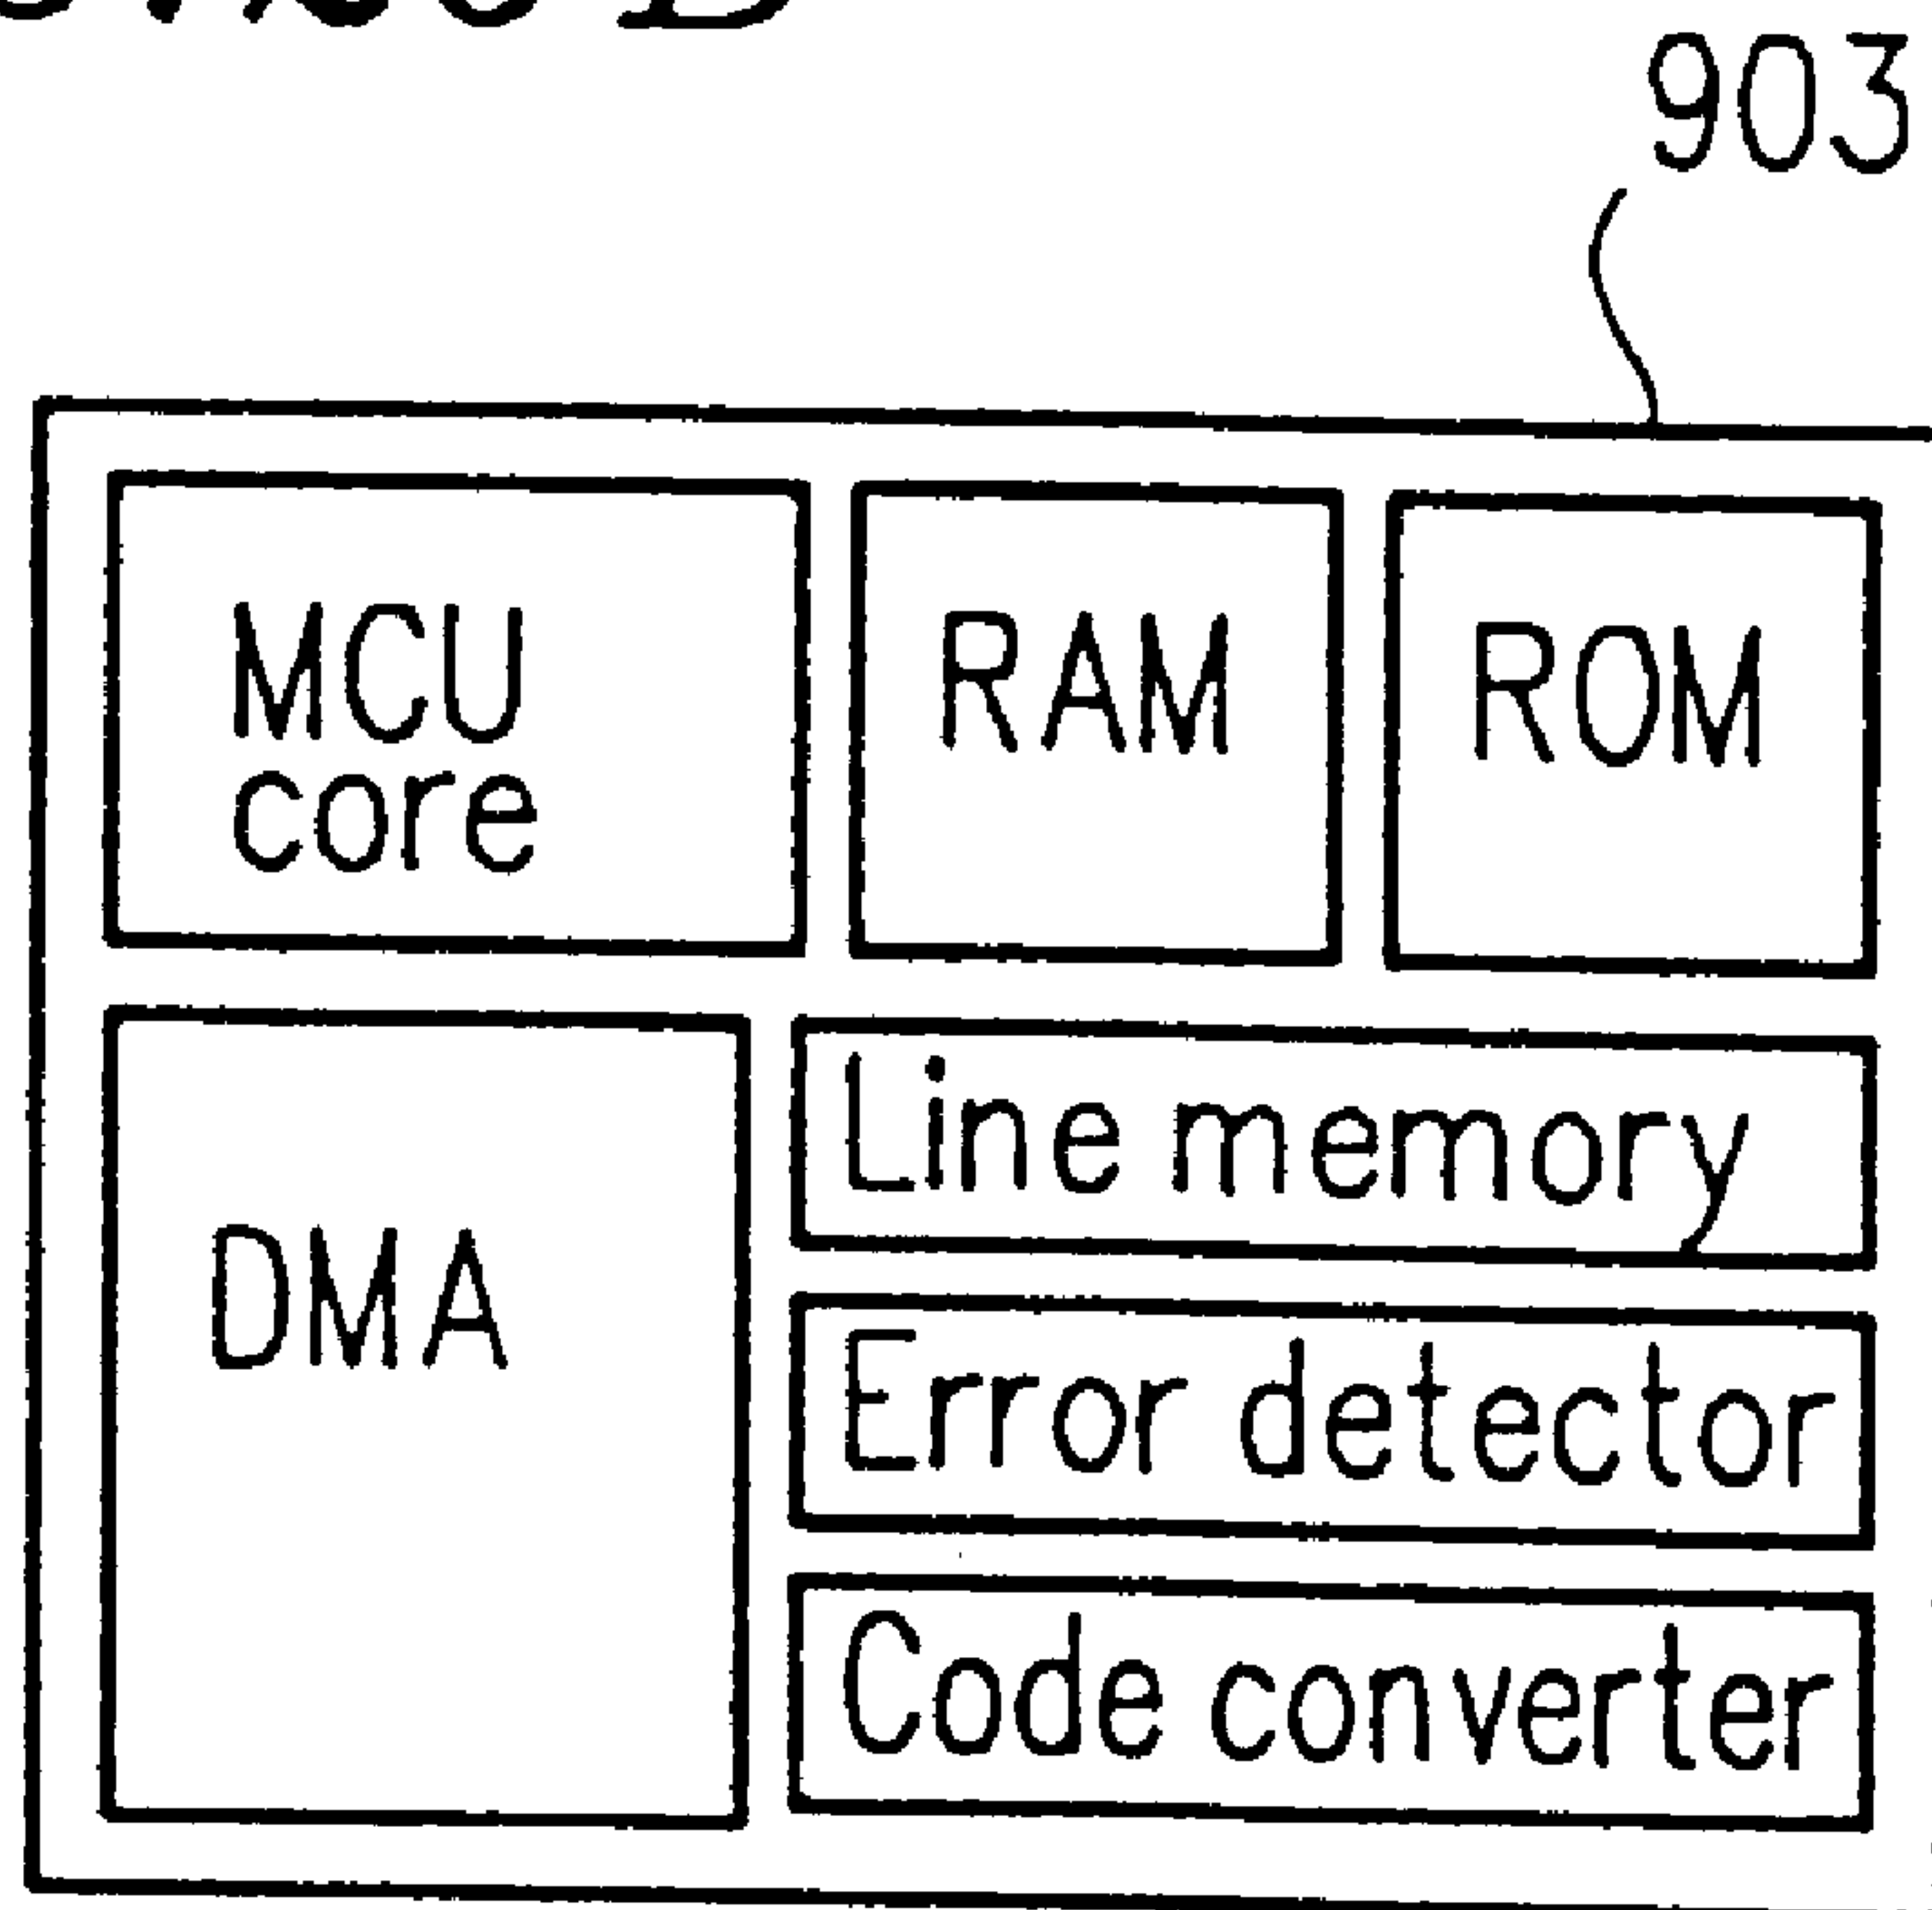 903
MCU
core
RAM
ROM
DMA
Line memory
Error detector
Code converter